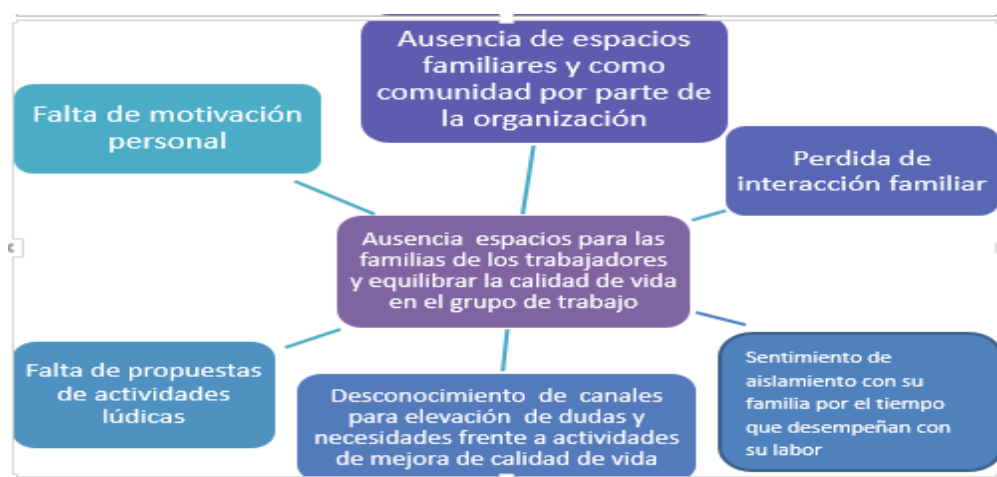 Ausencia de espacios
familiares y como
comunidad por parte de
la organización
Falta de motivación
personal
Perdida de
interacción familiar
Ausencia espacios para las
familias de los trabajadores
y equilibrar la calidad de vida
en el grupo de trabajo
Falta de propuestas
de actividades
lúdicas
Desconocimiento de canales
para elevación de dudas y
necesidades frente a actividades
de mejora de calidad de vida
Sentimiento de
aislamiento con su
familia por el tiempo
que desempeñan con
su labor